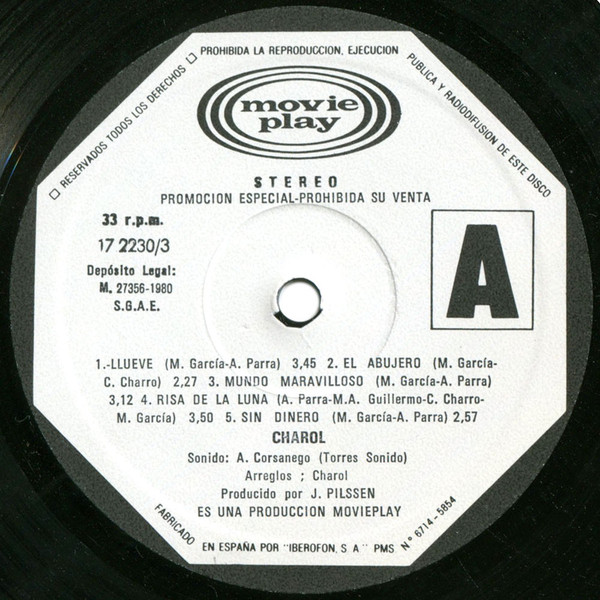 □ RESERVADOS TODOS LOS DERECHOS □ PROHIBIDA LA REPRODUCCION, EJECUCION
PUBLICA Y RADIODIFUSION DE ESTE DISCO
movie
play
STEREO
PROMOCION ESPECIAL-PROHIBIDA SU VENTA
33 r.p.m.
17 2230/3
Depósito Legal:
M. 27356-1980
S.G.A.E.
A
1.-LLUEVE (M. García-A. Parra) 3,45 2. EL ABUJERO (M. García-
C. Charro) 2,27 3. MUNDO MARAVILLOSO (M. García-A. Parra)
3,12 4. RISA DE LA LUNA (A. Parra-M.A. Guillermo-C. Charro-
M. García) 3,50 5. SIN DINERO (M. García-A. Parra) 2,57
CHAROL
Sonido: A. Corsanego (Torres Sonido)
Arreglos ; Charol
Producido por J. PILSSEN
ES UNA PRODUCCION MOVIEPLAY
FABRICADO
EN ESPAÑA POR "IBEROFON, S A" PMS
N° 6714-5854